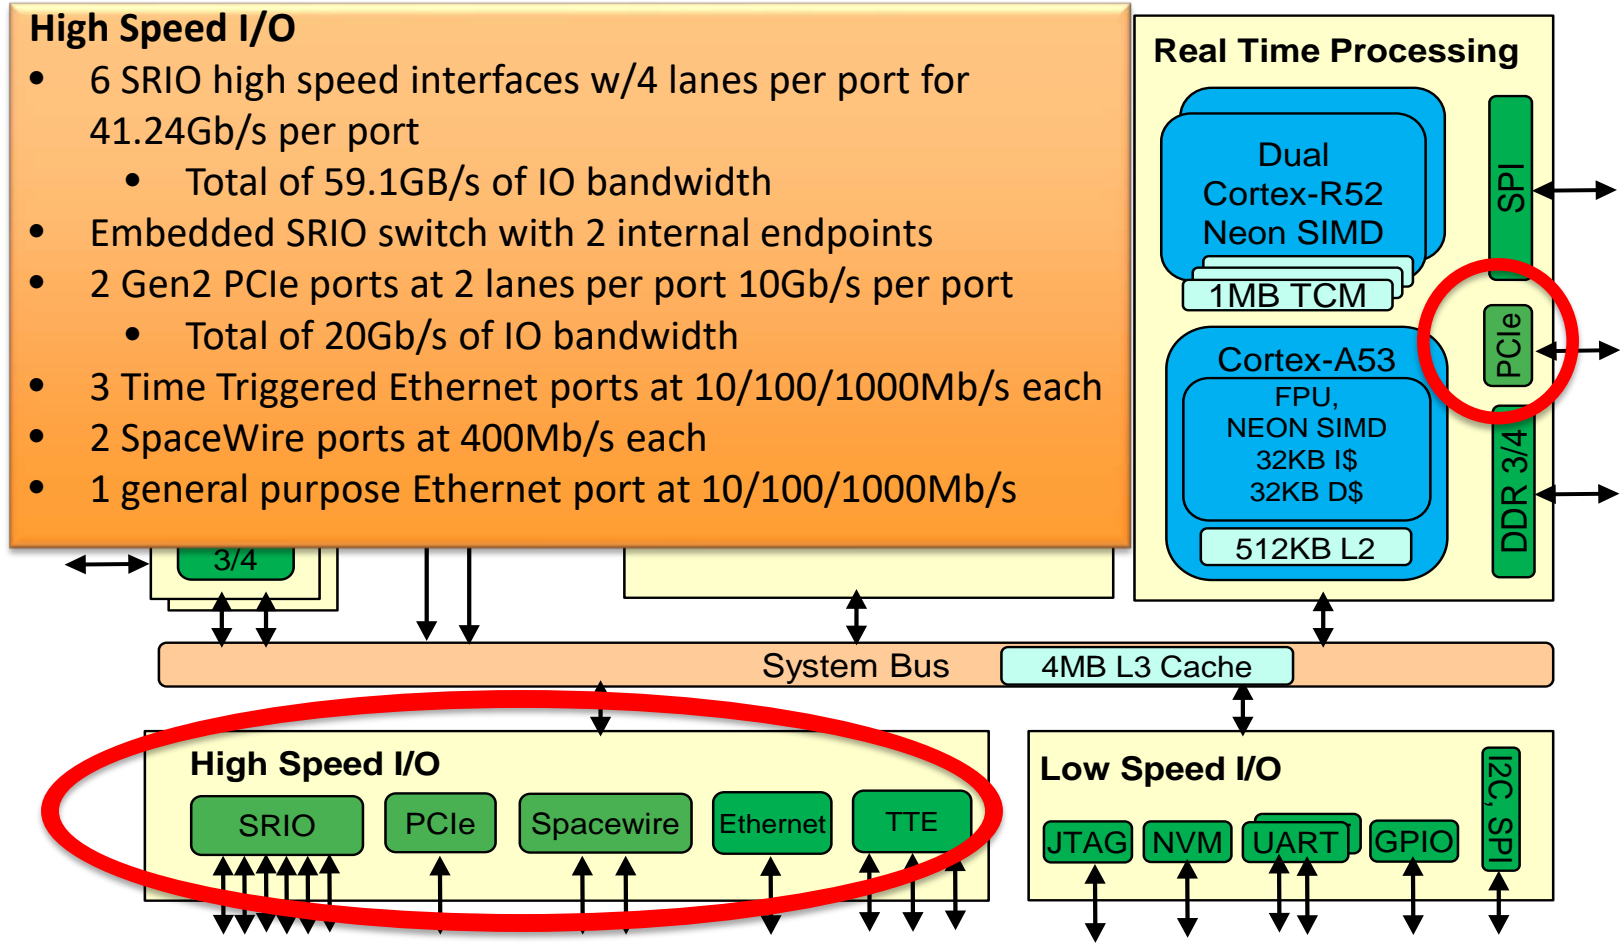 High Speed I/O
• 6 SRIO high speed interfaces w/4 lanes per port for
41.24Gb/s per port
• Total of 59.1GB/s of IO bandwidth
• Embedded SRIO switch with 2 internal endpoints
• 2 Gen2 PCIe ports at 2 lanes per port 10Gb/s per port
• Total of 20Gb/s of IO bandwidth
• 3 Time Triggered Ethernet ports at 10/100/1000Mb/s each
• 2 SpaceWire ports at 400Mb/s each
• 1 general purpose Ethernet port at 10/100/1000Mb/s
Real Time Processing
Dual
Cortex-R52
Neon SIMD
1MB TCM
Cortex-A53
FPU,
NEON SIMD
32KB I$
32KB D$
512KB L2
SPI
PCIe
DDR 3/4
3/4
System Bus
4MB L3 Cache
High Speed I/O
SRIO
PCIe
Spacewire
Ethernet
TTE
Low Speed I/O
JTAG
NVM
UART
GPIO
I2C, SPI